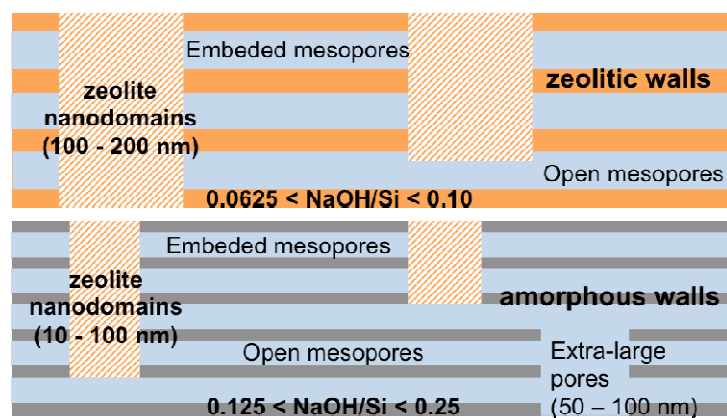 Embeded mesopores
zeolitic walls
zeolite
nanodomains
(100 - 200 nm)
Open mesopores
0.0625 < NaOH/Si < 0.10
Embeded mesopores
zeolite
nanodomains
(10 - 100 nm)
amorphous walls
Open mesopores
Extra-large
pores
(50 – 100 nm)
0.125 < NaOH/Si < 0.25